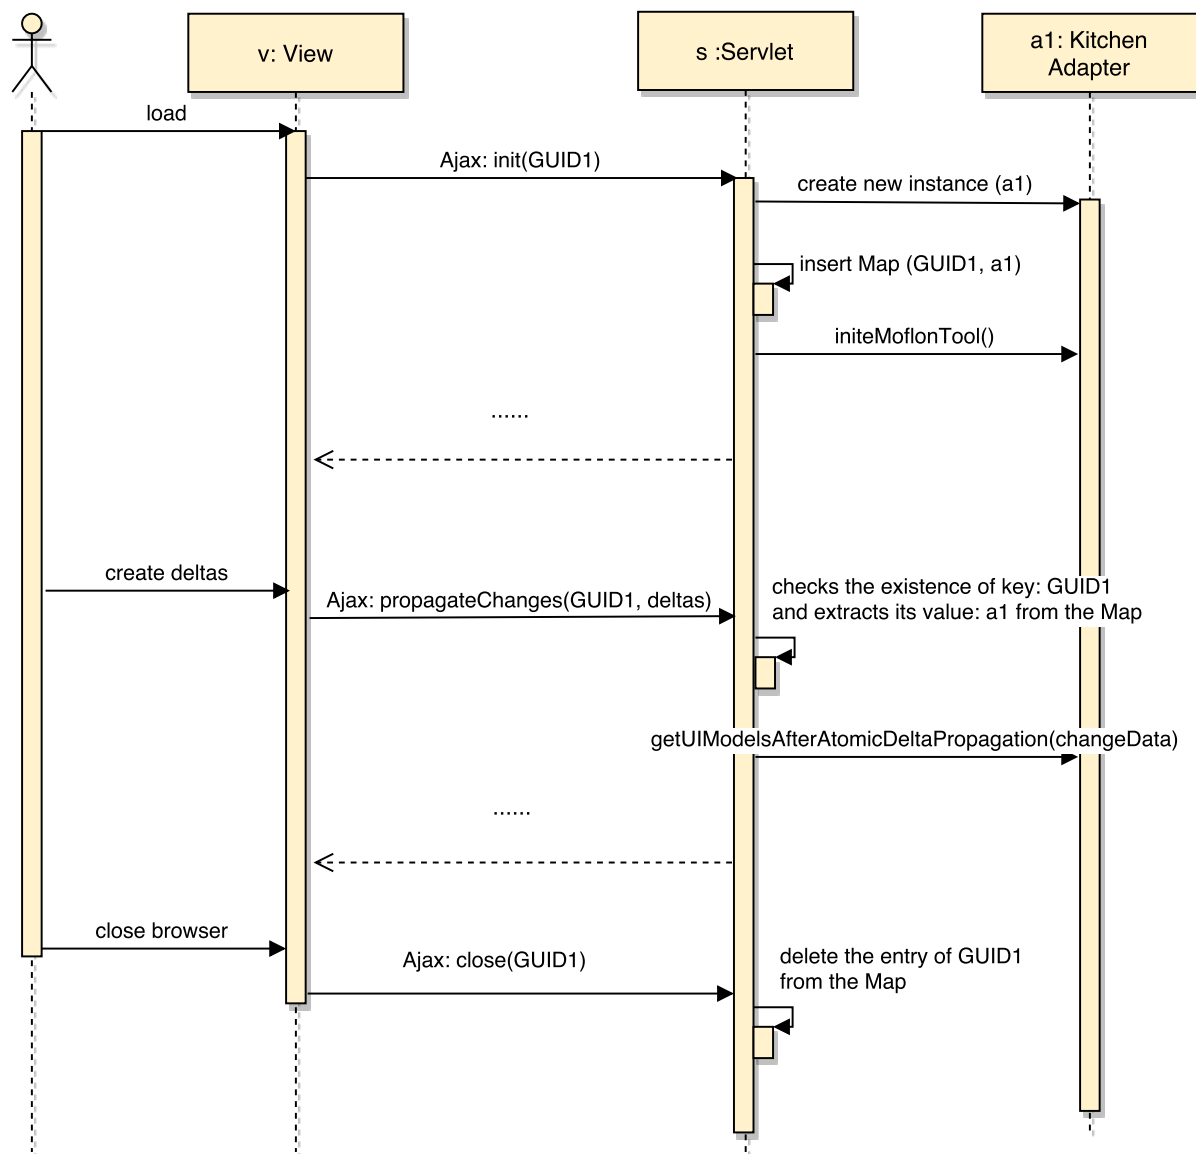 v: View
s :Servlet
a1: Kitchen
Adapter
load
Ajax: init(GUID1)
create new instance (a1)
insert Map (GUID1, a1)
initeMoflonTool()
......
create deltas
Ajax: propagateChanges(GUID1, deltas)
checks the existence of key: GUID1
and extracts its value: a1 from the Map
getUIModelsAfterAtomicDeltaPropagation(changeData)
......
close browser
Ajax: close(GUID1)
delete the entry of GUID1
from the Map